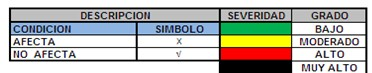 DESCRIPCION SEVERIDAD GRADO
CONDICION SIMBOLO BAJO
AFECTA X MODERADO
NO AFECTA √ ALTO
MUY ALTO